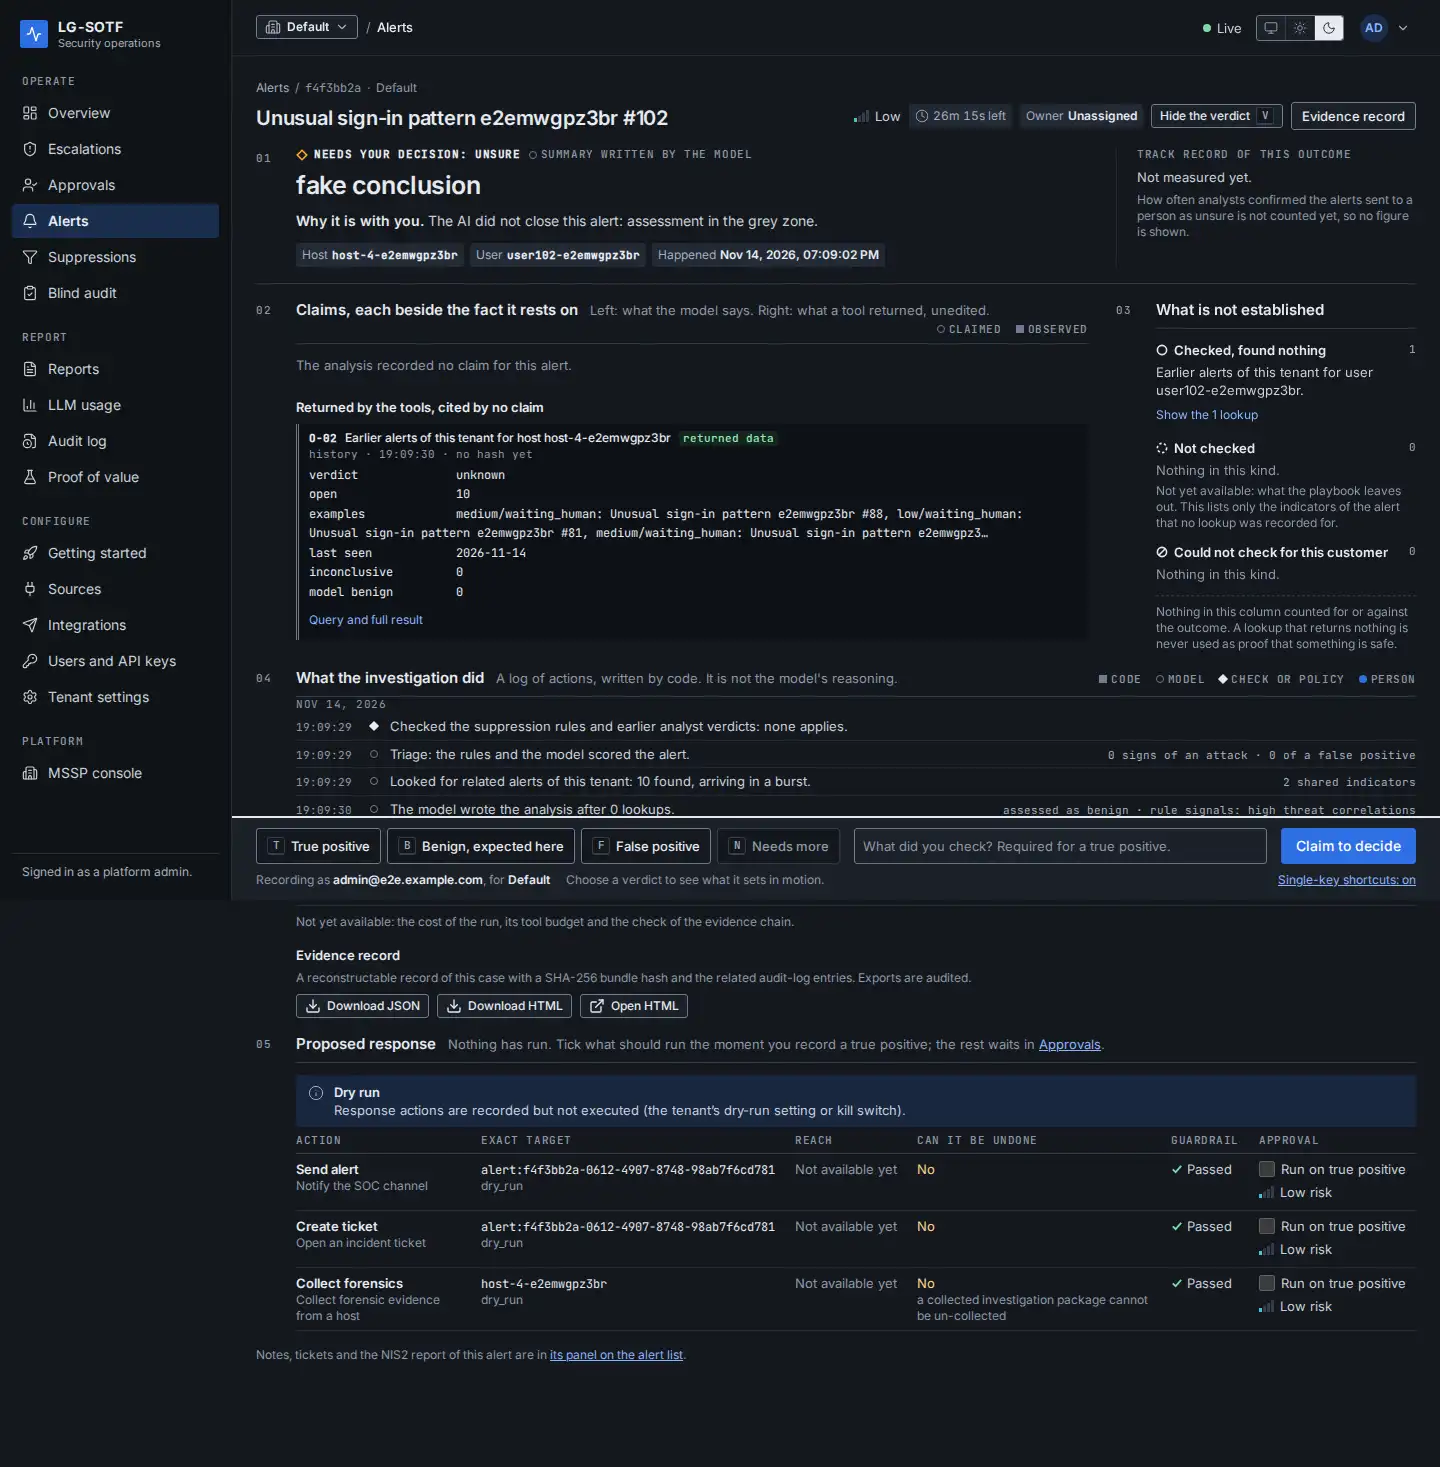 LG-SOTF
Security operations
OPERATE
Overview
Escalations
Approvals
Alerts
Suppressions
Blind audit
REPORT
Reports
LLM usage
Audit log
Proof of value
CONFIGURE
Getting started
Sources
Integrations
Users and API keys
Tenant settings
PLATFORM
MSSP console
Signed in as a platform admin.
Default / Alerts
Live
AD
Alerts / f4f3bb2a · Default
Unusual sign-in pattern e2emwgpz3br #102
Low 26m 15s left Owner Unassigned Hide the verdict V Evidence record
01 NEEDS YOUR DECISION: UNSURE SUMMARY WRITTEN BY THE MODEL
fake conclusion
Why it is with you. The AI did not close this alert: assessment in the grey zone.
Host host-4-e2emwgpz3br User user102-e2emwgpz3br Happened Nov 14, 2026, 07:09:02 PM
TRACK RECORD OF THIS OUTCOME
Not measured yet.
How often analysts confirmed the alerts sent to a
person as unsure is not counted yet, so no figure
is shown.
02 Claims, each beside the fact it rests on Left: what the model says. Right: what a tool returned, unedited.
CLAIMED OBSERVED
The analysis recorded no claim for this alert.
Returned by the tools, cited by no claim
O-02 Earlier alerts of this tenant for host host-4-e2emwgpz3br returned data
history · 19:09:30 · no hash yet
verdict unknown
open 10
examples medium/waiting_human: Unusual sign-in pattern e2emwgpz3br #88, low/waiting_human:
Unusual sign-in pattern e2emwgpz3br #81, medium/waiting_human: Unusual sign-in pattern e2emwgpz3…
last seen 2026-11-14
inconclusive 0
model benign 0
Query and full result
03 What is not established
Checked, found nothing 1
Earlier alerts of this tenant for user
user102-e2emwgpz3br.
Show the 1 lookup
Not checked 0
Nothing in this kind.
Not yet available: what the playbook leaves
out. This lists only the indicators of the alert
that no lookup was recorded for.
Could not check for this customer 0
Nothing in this kind.
Nothing in this column counted for or against
the outcome. A lookup that returns nothing is
never used as proof that something is safe.
04 What the investigation did A log of actions, written by code. It is not the model's reasoning.
CODE MODEL CHECK OR POLICY PERSON
NOV 14, 2026
19:09:29 Checked the suppression rules and earlier analyst verdicts: none applies.
19:09:29 Triage: the rules and the model scored the alert. 0 signs of an attack · 0 of a false positive
19:09:29 Looked for related alerts of this tenant: 10 found, arriving in a burst. 2 shared indicators
19:09:30 The model wrote the analysis after 0 lookups. assessed as benign · rule signals: high threat correlations
T True positive B Benign, expected here F False positive N Needs more What did you check? Required for a true positive. Claim to decide
Recording as admin@e2e.example.com, for Default Choose a verdict to see what it sets in motion. Single-key shortcuts: on
Not yet available: the cost of the run, its tool budget and the check of the evidence chain.
Evidence record
A reconstructable record of this case with a SHA-256 bundle hash and the related audit-log entries. Exports are audited.
Download JSON Download HTML Open HTML
05 Proposed response Nothing has run. Tick what should run the moment you record a true positive; the rest waits in Approvals.
Dry run
Response actions are recorded but not executed (the tenant's dry-run setting or kill switch).
ACTION EXACT TARGET REACH CAN IT BE UNDONE GUARDRAIL APPROVAL
Send alert alert:f4f3bb2a-0612-4907-8748-98ab7f6cd781 Not available yet No Passed Run on true positive
Notify the SOC channel dry_run Low risk
Create ticket alert:f4f3bb2a-0612-4907-8748-98ab7f6cd781 Not available yet No Passed Run on true positive
Open an incident ticket dry_run Low risk
Collect forensics host-4-e2emwgpz3br Not available yet No Passed Run on true positive
Collect forensic evidence dry_run a collected investigation package cannot Low risk
from a host be un-collected
Notes, tickets and the NIS2 report of this alert are in its panel on the alert list.